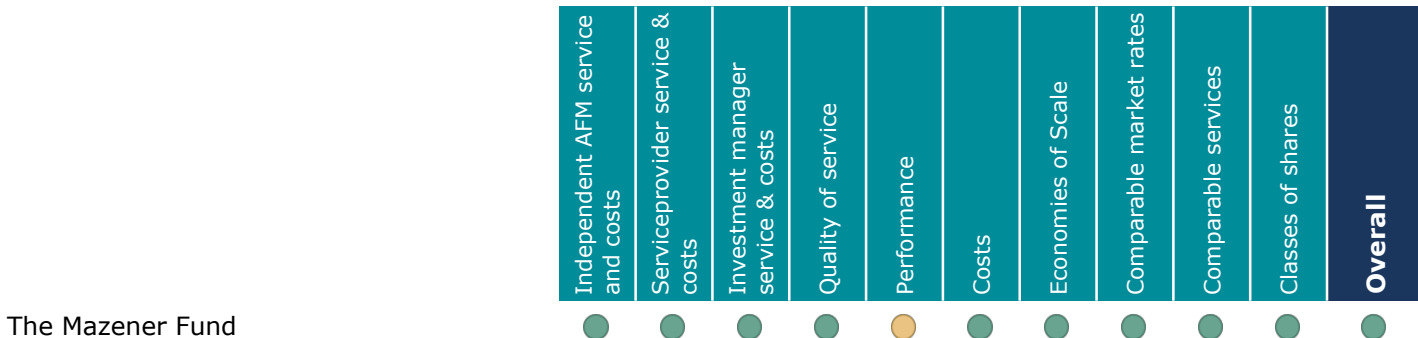 Independent AFM service
and costs
Serviceprovider service &
costs
Investment manager
service & costs
Quality of service
Performance
Costs
Economies of Scale
Comparable market rates
Comparable services
Classes of shares
Overall
The Mazener Fund